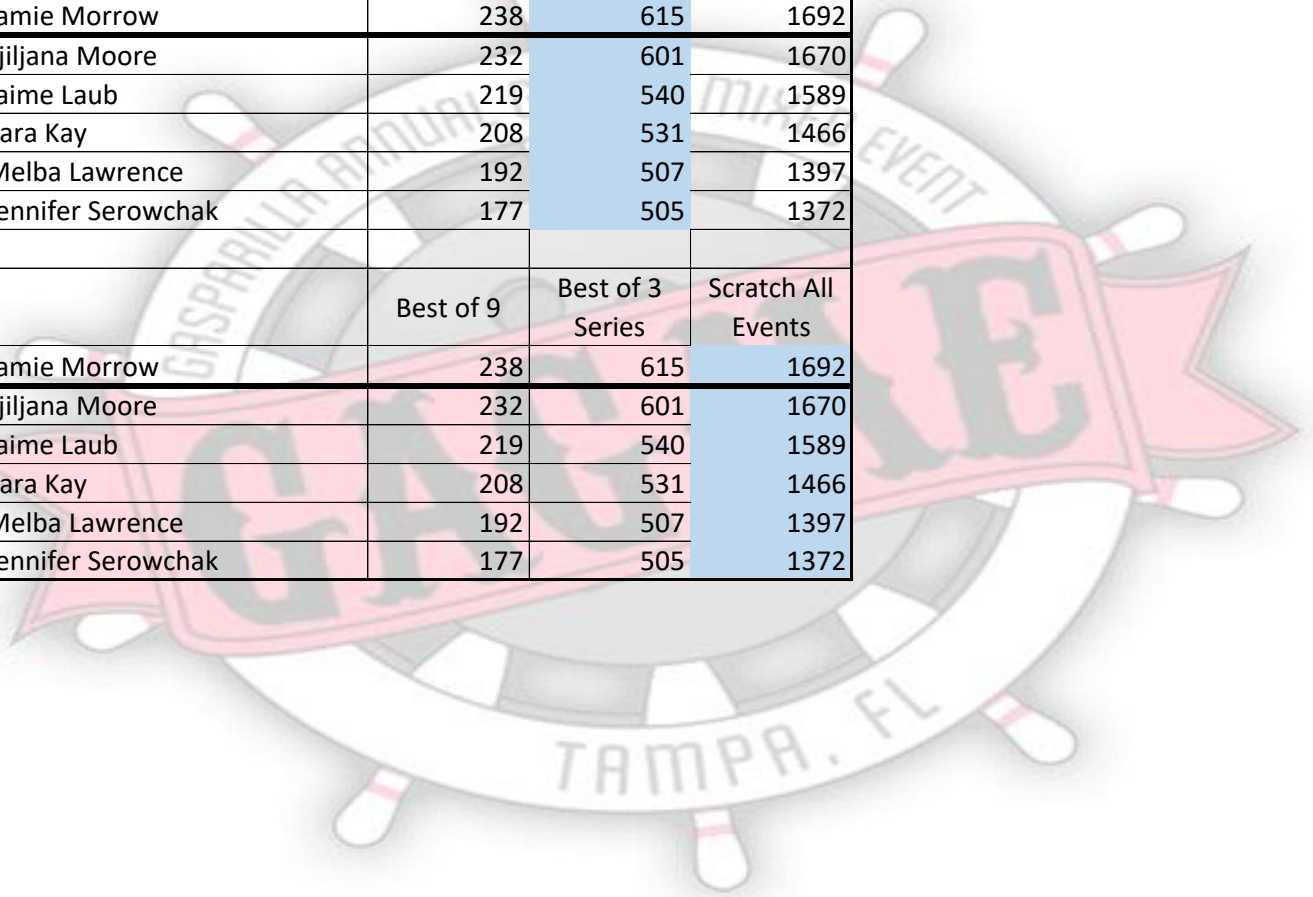 amie Morrow 238 615 1692
jiljana Moore 232 601 1670
aime Laub 219 540 1589
ara Kay 208 531 1466
Melba Lawrence 192 507 1397
ennifer Serowchak 177 505 1372
Best of 9 Best of 3 Series Scratch All Events
amie Morrow 238 615 1692
jiljana Moore 232 601 1670
aime Laub 219 540 1589
ara Kay 208 531 1466
Melba Lawrence 192 507 1397
ennifer Serowchak 177 505 1372
GASPARILLA ANNUAL MIXED EVENT
TAMPA, FL